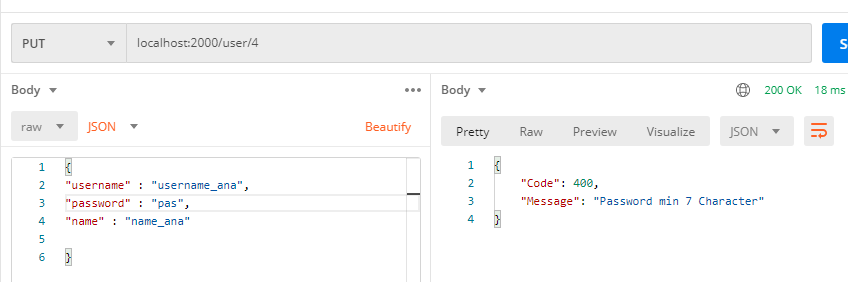 PUT localhost:2000/user/4 S
Body ••• Body 200 OK 18 ms
raw JSON Beautify Pretty Raw Preview Visualize JSON
1 {
2 "username" : "username_ana",
3 "password" : "pas",
4 "name" : "name_ana"
5
6 }
1 {
2 "Code": 400,
3 "Message": "Password min 7 Character"
4 }